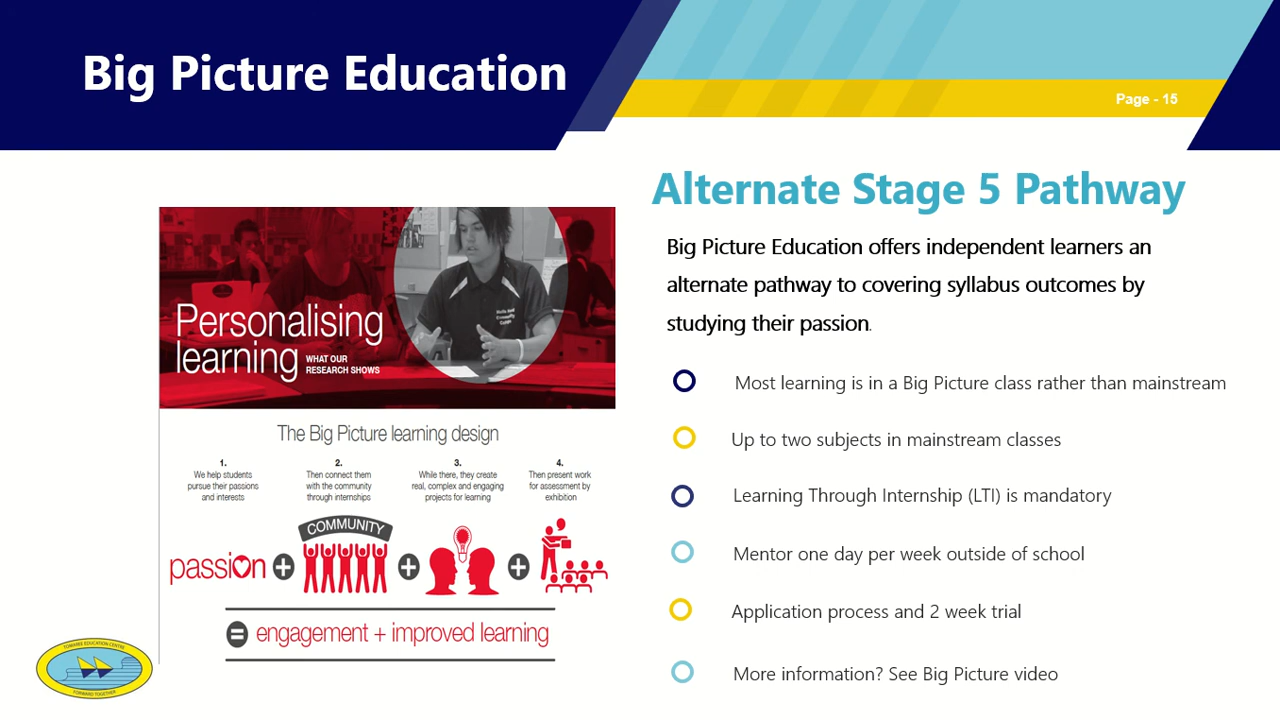 Big Picture Education
Page - 15
Alternate Stage 5 Pathway
Big Picture Education offers independent learners an
alternate pathway to covering syllabus outcomes by
studying their passion.
Most learning is in a Big Picture class rather than mainstream
Up to two subjects in mainstream classes
Learning Through Internship (LTI) is mandatory
Mentor one day per week outside of school
Application process and 2 week trial
More information? See Big Picture video
Personalising
learning
WHAT OUR
RESEARCH SHOWS
The Big Picture learning design
1.
We help students
pursue their passions
and interests
2.
Then connect them
with the community
through internships
3.
While there, they create
real, complex and engaging
projects for learning
4.
Then present work
for assessment by
exhibition
passion
COMMUNITY
= engagement + improved learning
TOMAREE EDUCATION CENTRE
FORWARD TOGETHER